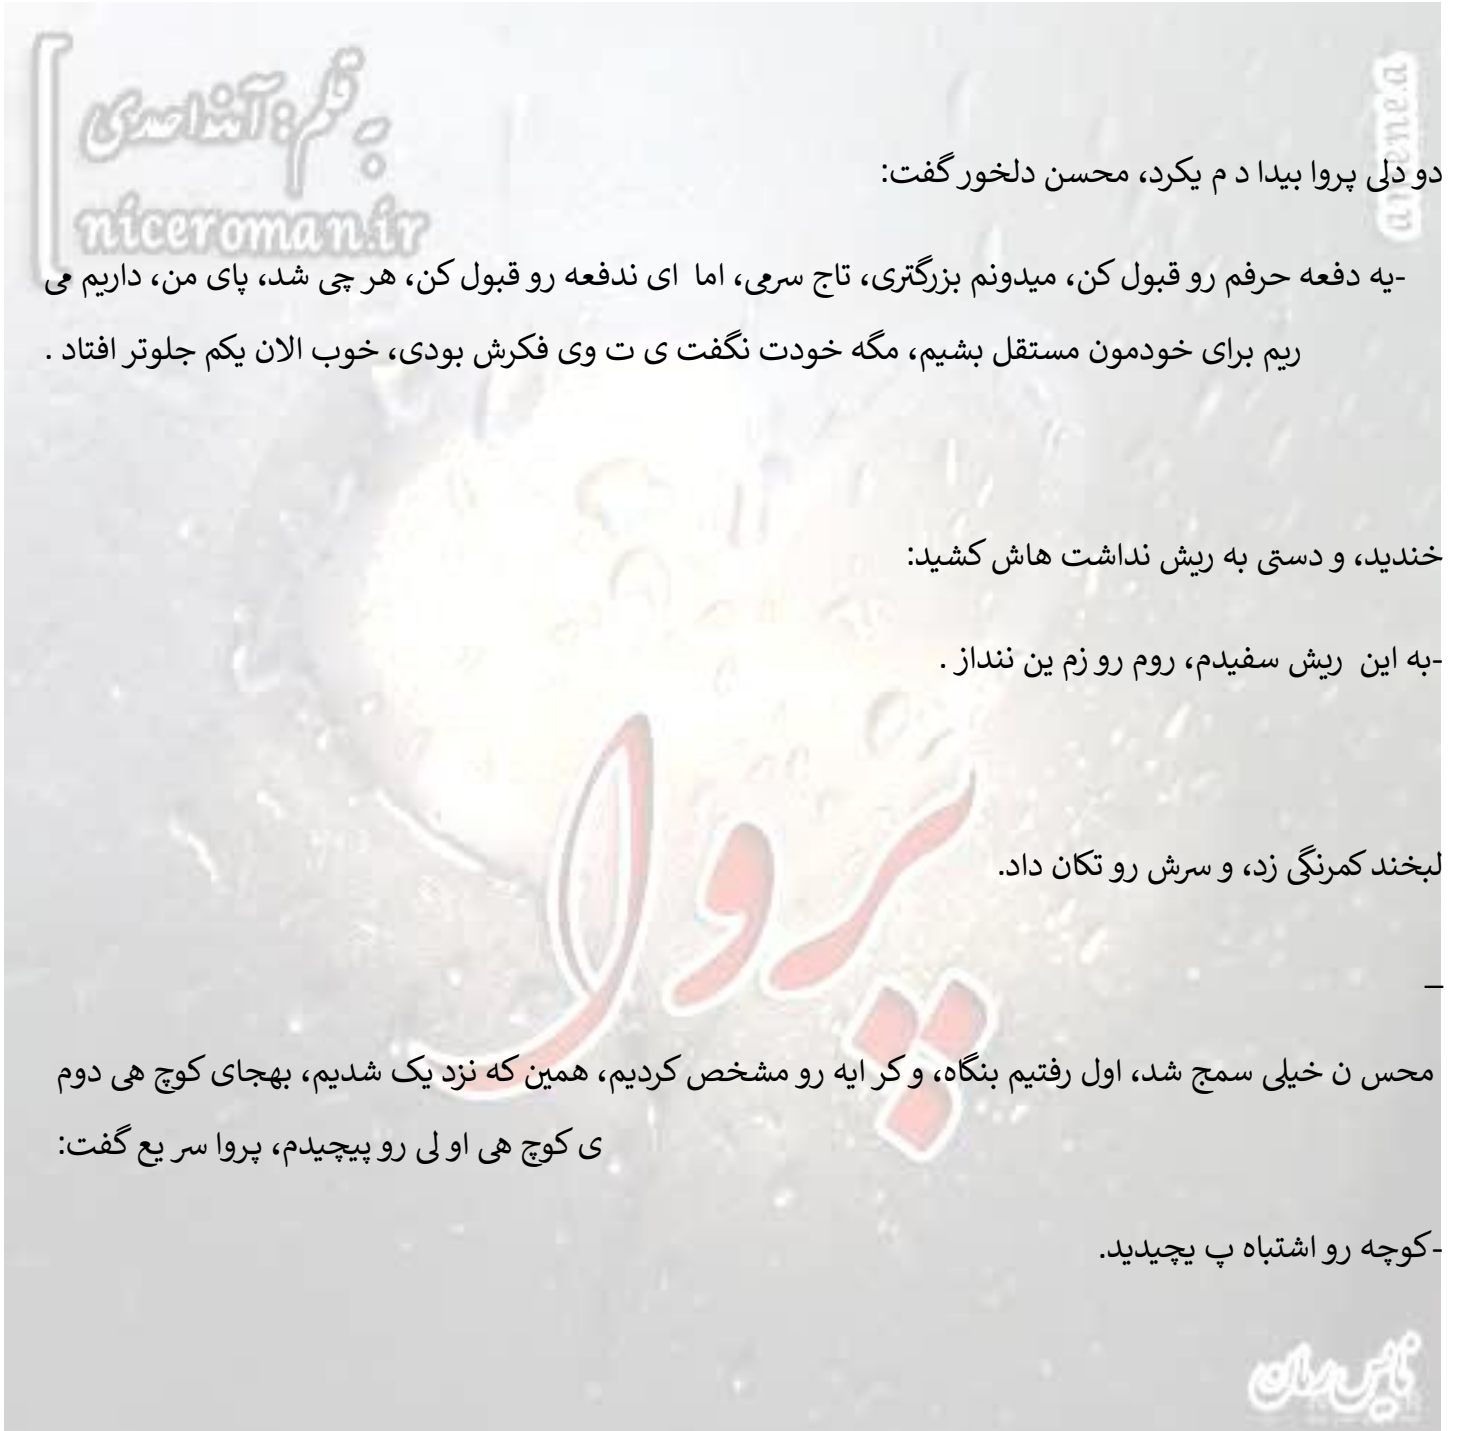 به قلم: آمنه احمدی
niceroman.ir
amenea
دو دلی پروا بیدا د م یکرد، محسن دلخور گفت:
-یه دفعه حرفم رو قبول کن، میدونم بزرگتری، تاج سرمی، اما ای ندفعه رو قبول کن، هر چی شد، پای من، داریم می
ریم برای خودمون مستقل بشیم، مگه خودت نگفت ی ت وی فکرش بودی، خوب الان یکم جلوتر افتاد .
خندید، و دستی به ریش نداشت هاش کشید:
-به این ریش سفیدم، روم رو زم ین ننداز .
لبخند کمرنگی زد، و سرش رو تکان داد.
_
محس ن خیلی سمج شد، اول رفتیم بنگاه، و کر ایه رو مشخص کردیم، همین که نزد یک شدیم، بهجای کوچ هی دوم
ی کوچ هی او لی رو پیچیدم، پروا سر یع گفت:
-کوچه رو اشتباه پ یچیدید.
پروا
نایس رمان